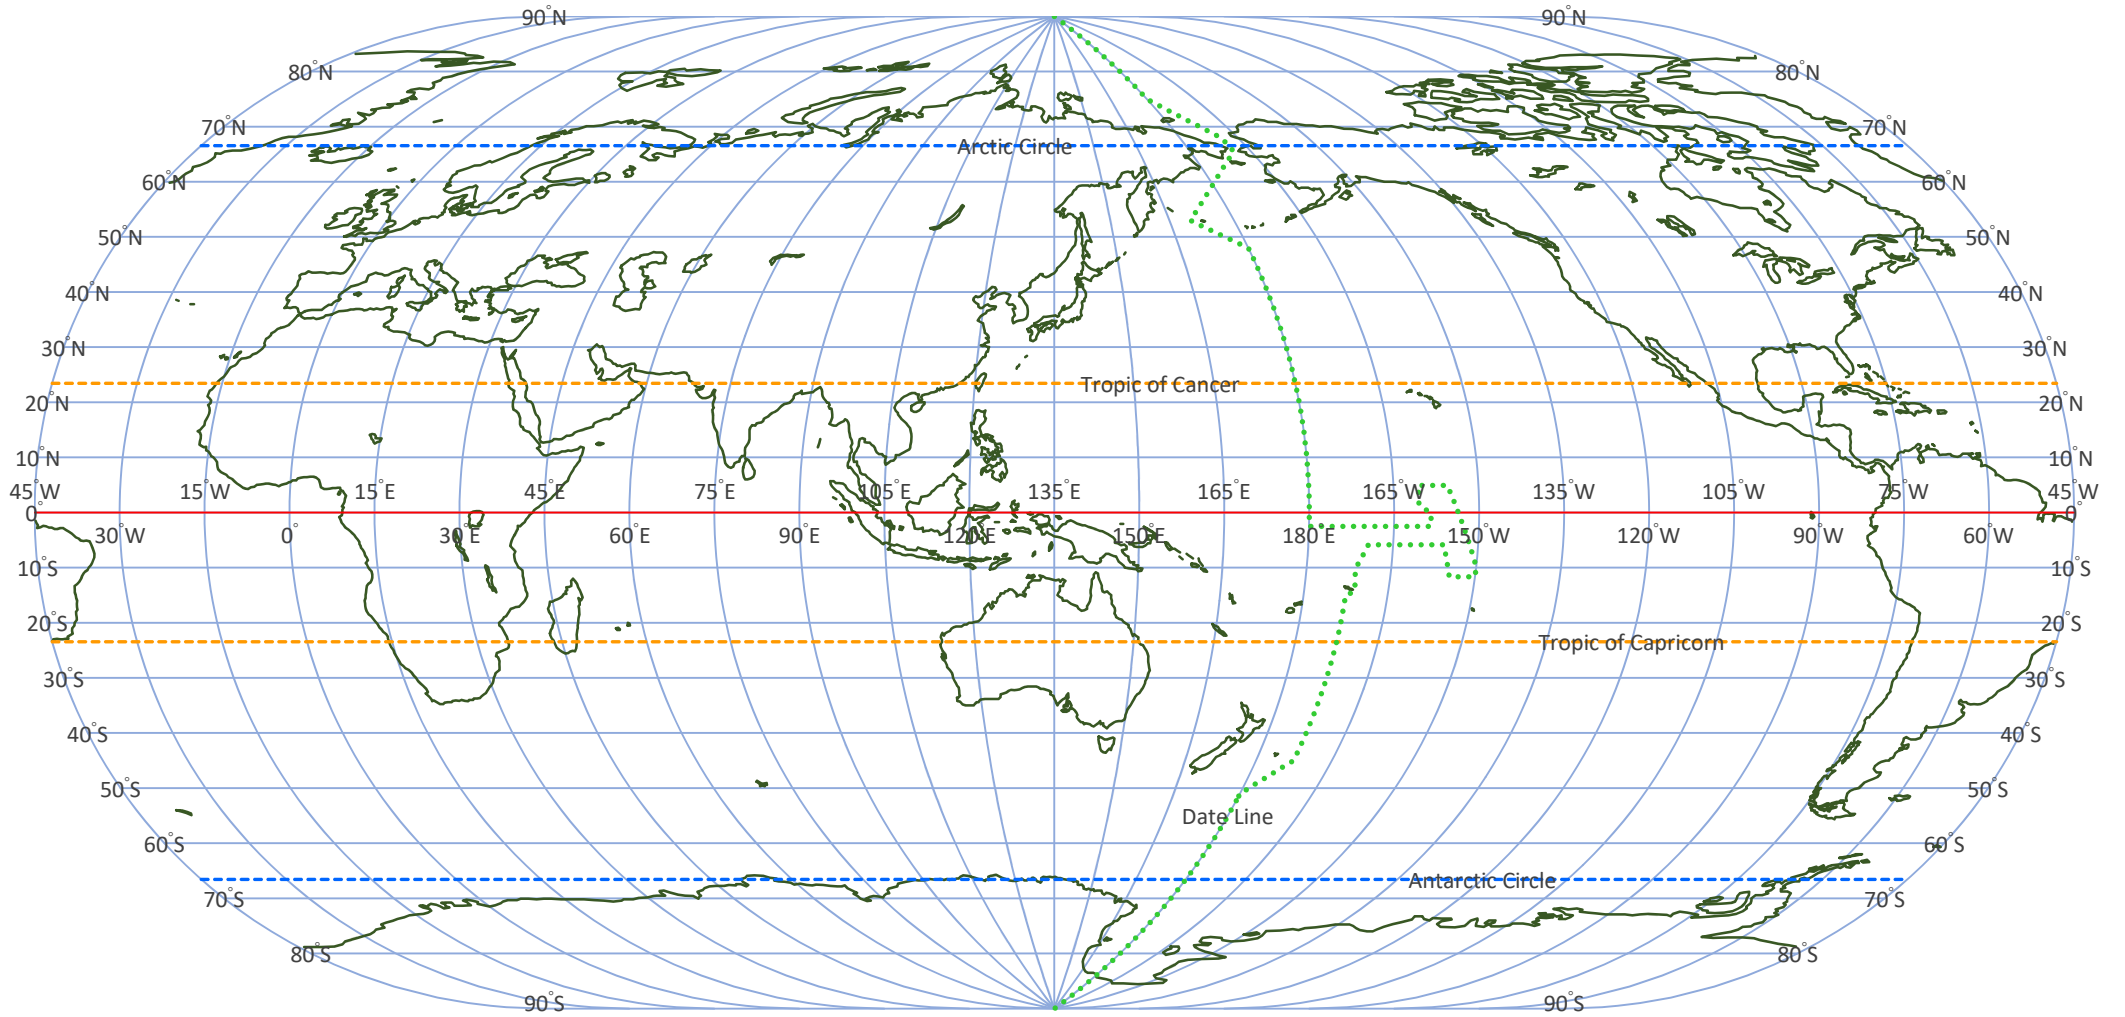 90°N 90°N
80°N 80°N
70°N 70°N
Arctic Circle
60°N 60°N
50°N 50°N
40°N 40°N
30°N 30°N
Tropic of Cancer
20°N 20°N
10°N 10°N
45°W 15°W 15°E 45°E 75°E 105°E 135°E 165°E 165°W 135°W 105°W 75°W 45°W
0° 0°
30°W 0° 30°E 60°E 90°E 120°E 150°E 180°E 150°W 120°W 90°W 60°W
10°S 10°S
20°S 20°S
Tropic of Capricorn
30°S 30°S
40°S 40°S
50°S 50°S
Date Line
60°S 60°S
Antarctic Circle
70°S 70°S
80°S 80°S
90°S 90°S